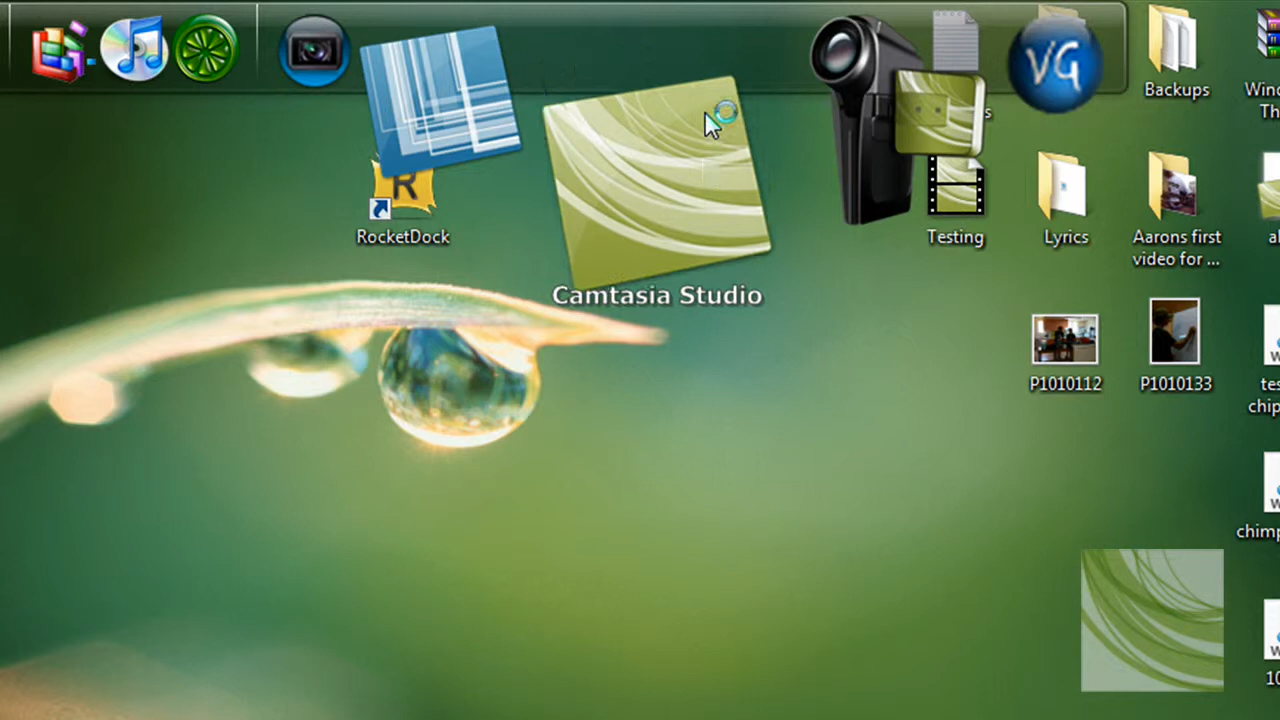 VG
Backups
R
RocketDock
Camtasia Studio
Testing
Lyrics
Aarons first
video for ...
P1010112
P1010133